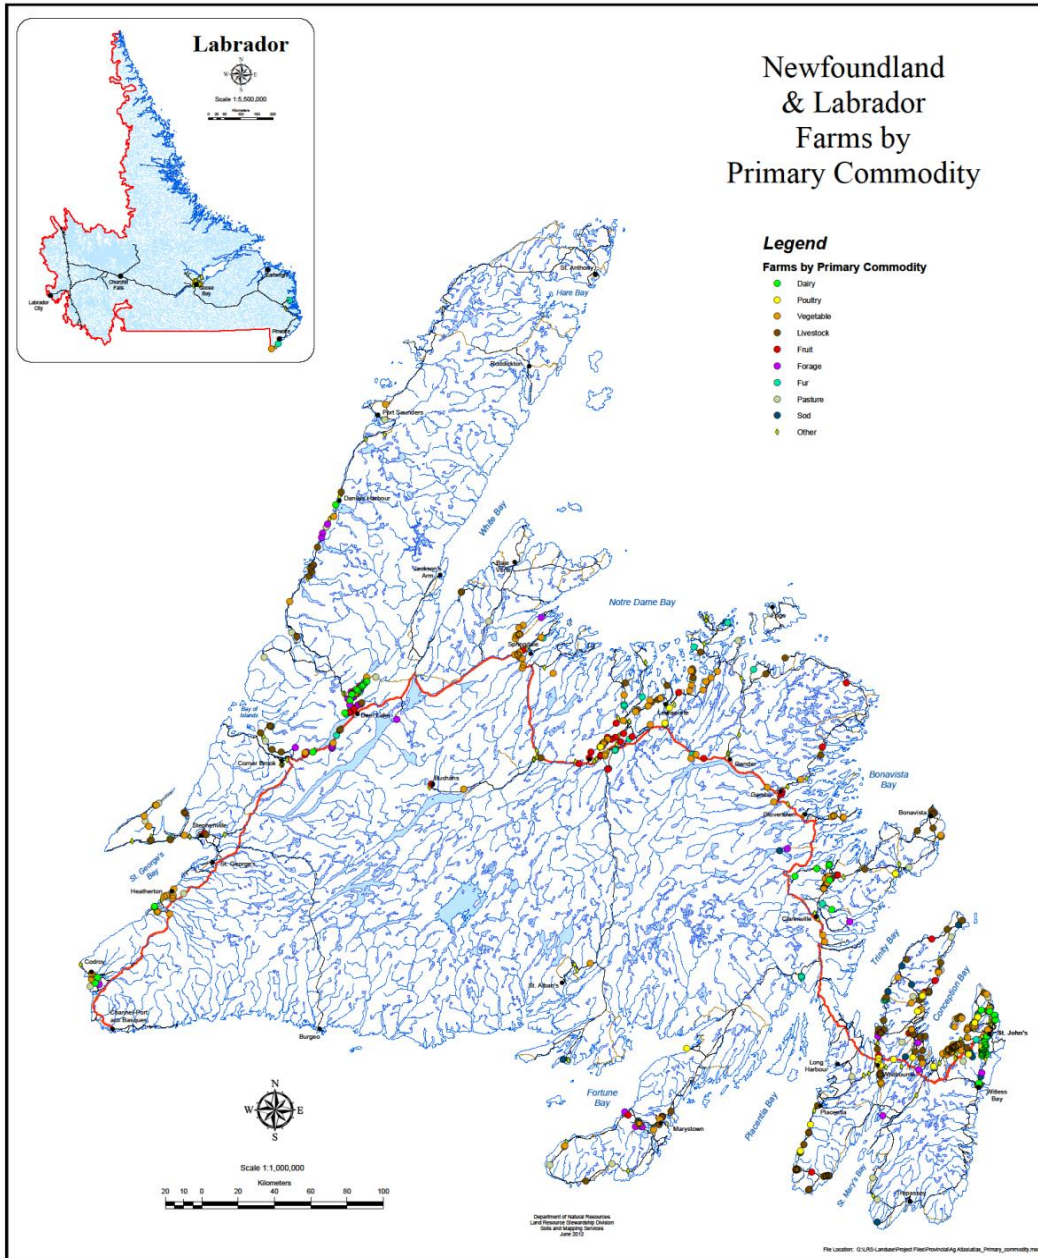 Labrador
N
W E
S
Scale 1:5,500,000
Kilometers
Churchill
Falls
Goose
Bay
Cartwright
Labrador
City
Newfoundland
& Labrador
Farms by
Primary Commodity
Legend
Farms by Primary Commodity
Dairy
Poultry
Vegetable
Livestock
Fruit
Forage
Fur
Pasture
Sod
Other
St. Anthony
Hare Bay
Roddickton
Port Saunders
Daniels Harbour
White Bay
Jackson's
Arm
Baie
Verte
Notre Dame Bay
Fogo
Springdale
Bay of
Islands
Deer Lake
Lewisporte
Corner Brook
Buchans
Gander
Gambo
Bonavista
Bay
Glovertown
Bonavista
Stephenville
St. George's
Bay
St. George's
Heatherton
Clarenville
Trinity Bay
Codroy
Conception Bay
St. Alban's
Channel-Port
aux Basques
Burgeo
St. John's
Long
Harbour
Whitbourne
Witless
Bay
Fortune
Bay
Placentia Bay
Placentia
Marystown
St. Mary's Bay
Trepassey
N
W E
S
Scale 1:1,000,000
Kilometers
20 10 0 20 40 60 80 100
Department of Natural Resources
Land Resource Stewardship Division
Soils and Mapping Services
June 2012